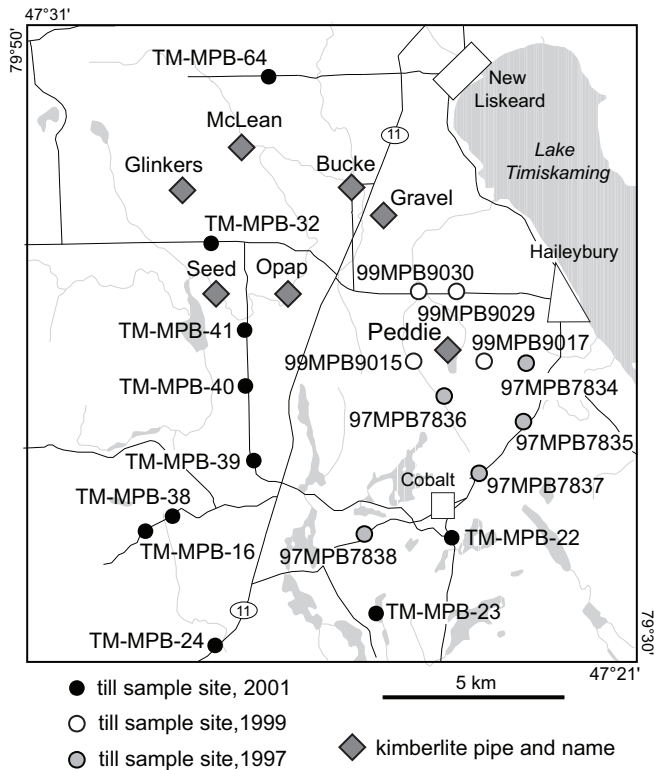 47°31'
79°50'
TM-MPB-64
New
Liskeard
McLean
11
Lake
Timiskaming
Glinkers
Bucke
Gravel
TM-MPB-32
Haileybury
Seed
Opap
99MPB9030
99MPB9029
TM-MPB-41
Peddie
99MPB9017
99MPB9015
97MPB7834
TM-MPB-40
97MPB7836
97MPB7835
TM-MPB-39
Cobalt
97MPB7837
TM-MPB-38
TM-MPB-16
97MPB7838
TM-MPB-22
11
TM-MPB-23
TM-MPB-24
79°30'
47°21'
till sample site, 2001
5 km
till sample site,1999
till sample site,1997
kimberlite pipe and name